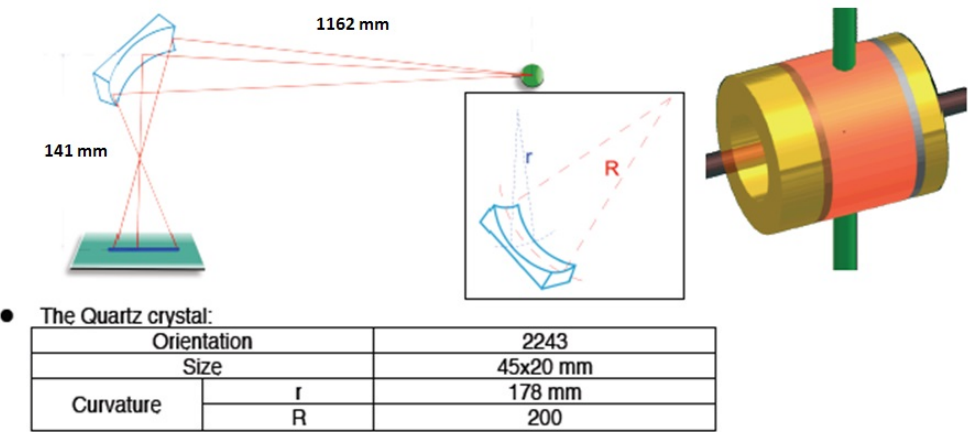 1162 mm
141 mm
r
R
● The Quartz crystal:
Orientation 2243
Size 45x20 mm
Curvature r 178 mm
R 200